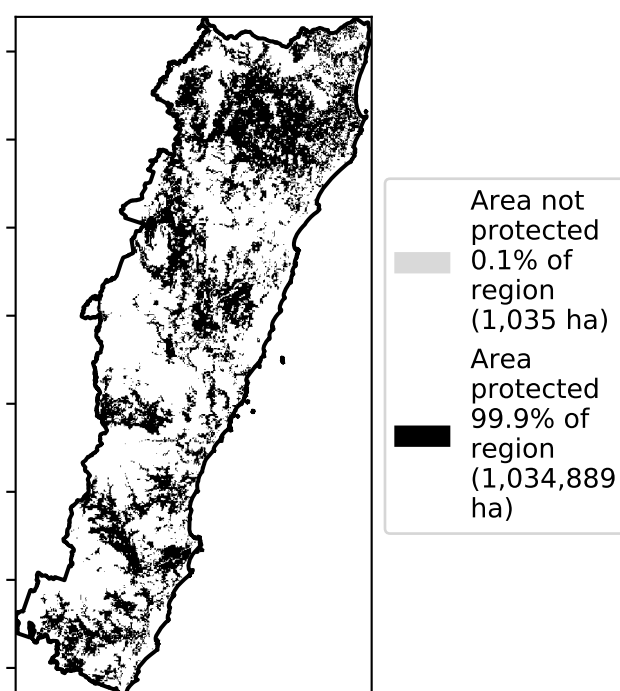 Area not
protected
0.1% of
region
(1,035 ha)
Area
protected
99.9% of
region
(1,034,889
ha)